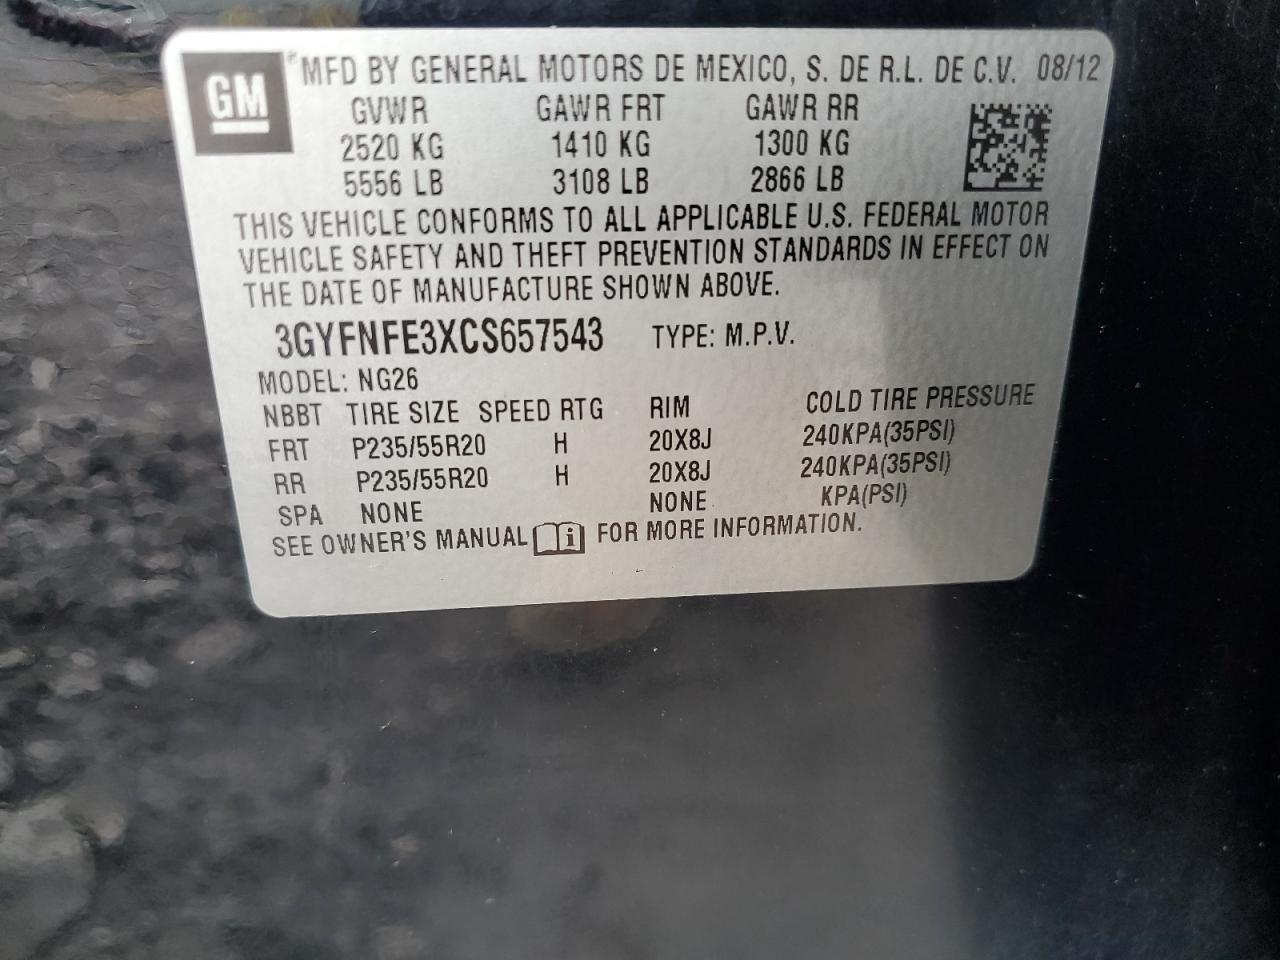 GM ® MFD BY GENERAL MOTORS DE MEXICO, S. DE R.L. DE C.V. 08/12
GVWR GAWR FRT GAWR RR
2520 KG 1410 KG 1300 KG
5556 LB 3108 LB 2866 LB
THIS VEHICLE CONFORMS TO ALL APPLICABLE U.S. FEDERAL MOTOR
VEHICLE SAFETY AND THEFT PREVENTION STANDARDS IN EFFECT ON
THE DATE OF MANUFACTURE SHOWN ABOVE.
3GYFNFE3XCS657543 TYPE: M.P.V.
MODEL: NG26
NBBT TIRE SIZE SPEED RTG RIM COLD TIRE PRESSURE
FRT P235/55R20 H 20X8J 240KPA(35PSI)
RR P235/55R20 H 20X8J 240KPA(35PSI)
SPA NONE NONE KPA(PSI)
SEE OWNER'S MANUAL i FOR MORE INFORMATION.